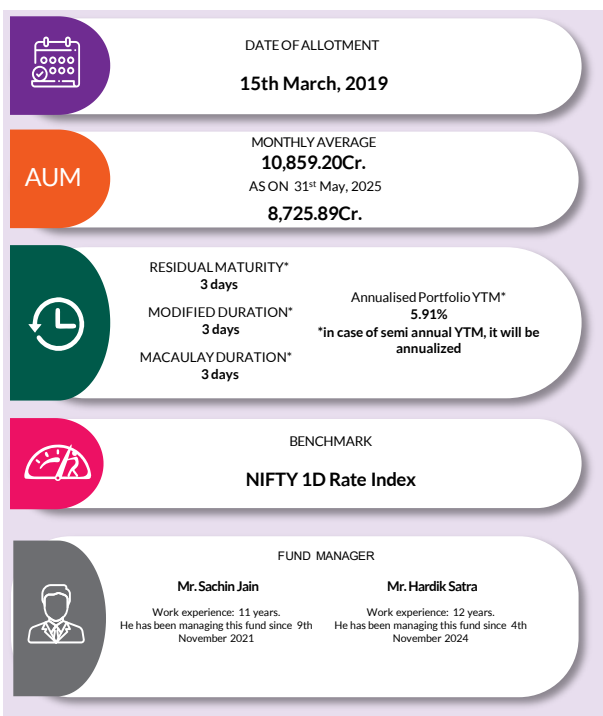 DATE OF ALLOTMENT
15th March, 2019
AUM
MONTHLY AVERAGE
10,859.20Cr.
AS ON 31st May, 2025
8,725.89Cr.
RESIDUAL MATURITY*
3 days
MODIFIED DURATION*
3 days
MACAULAY DURATION*
3 days
Annualised Portfolio YTM*
5.91%
*in case of semi annual YTM, it will be
annualized
BENCHMARK
NIFTY 1D Rate Index
FUND MANAGER
Mr. Sachin Jain
Work experience: 11 years.
He has been managing this fund since 9th
November 2021
Mr. Hardik Satra
Work experience: 12 years.
He has been managing this fund since 4th
November 2024